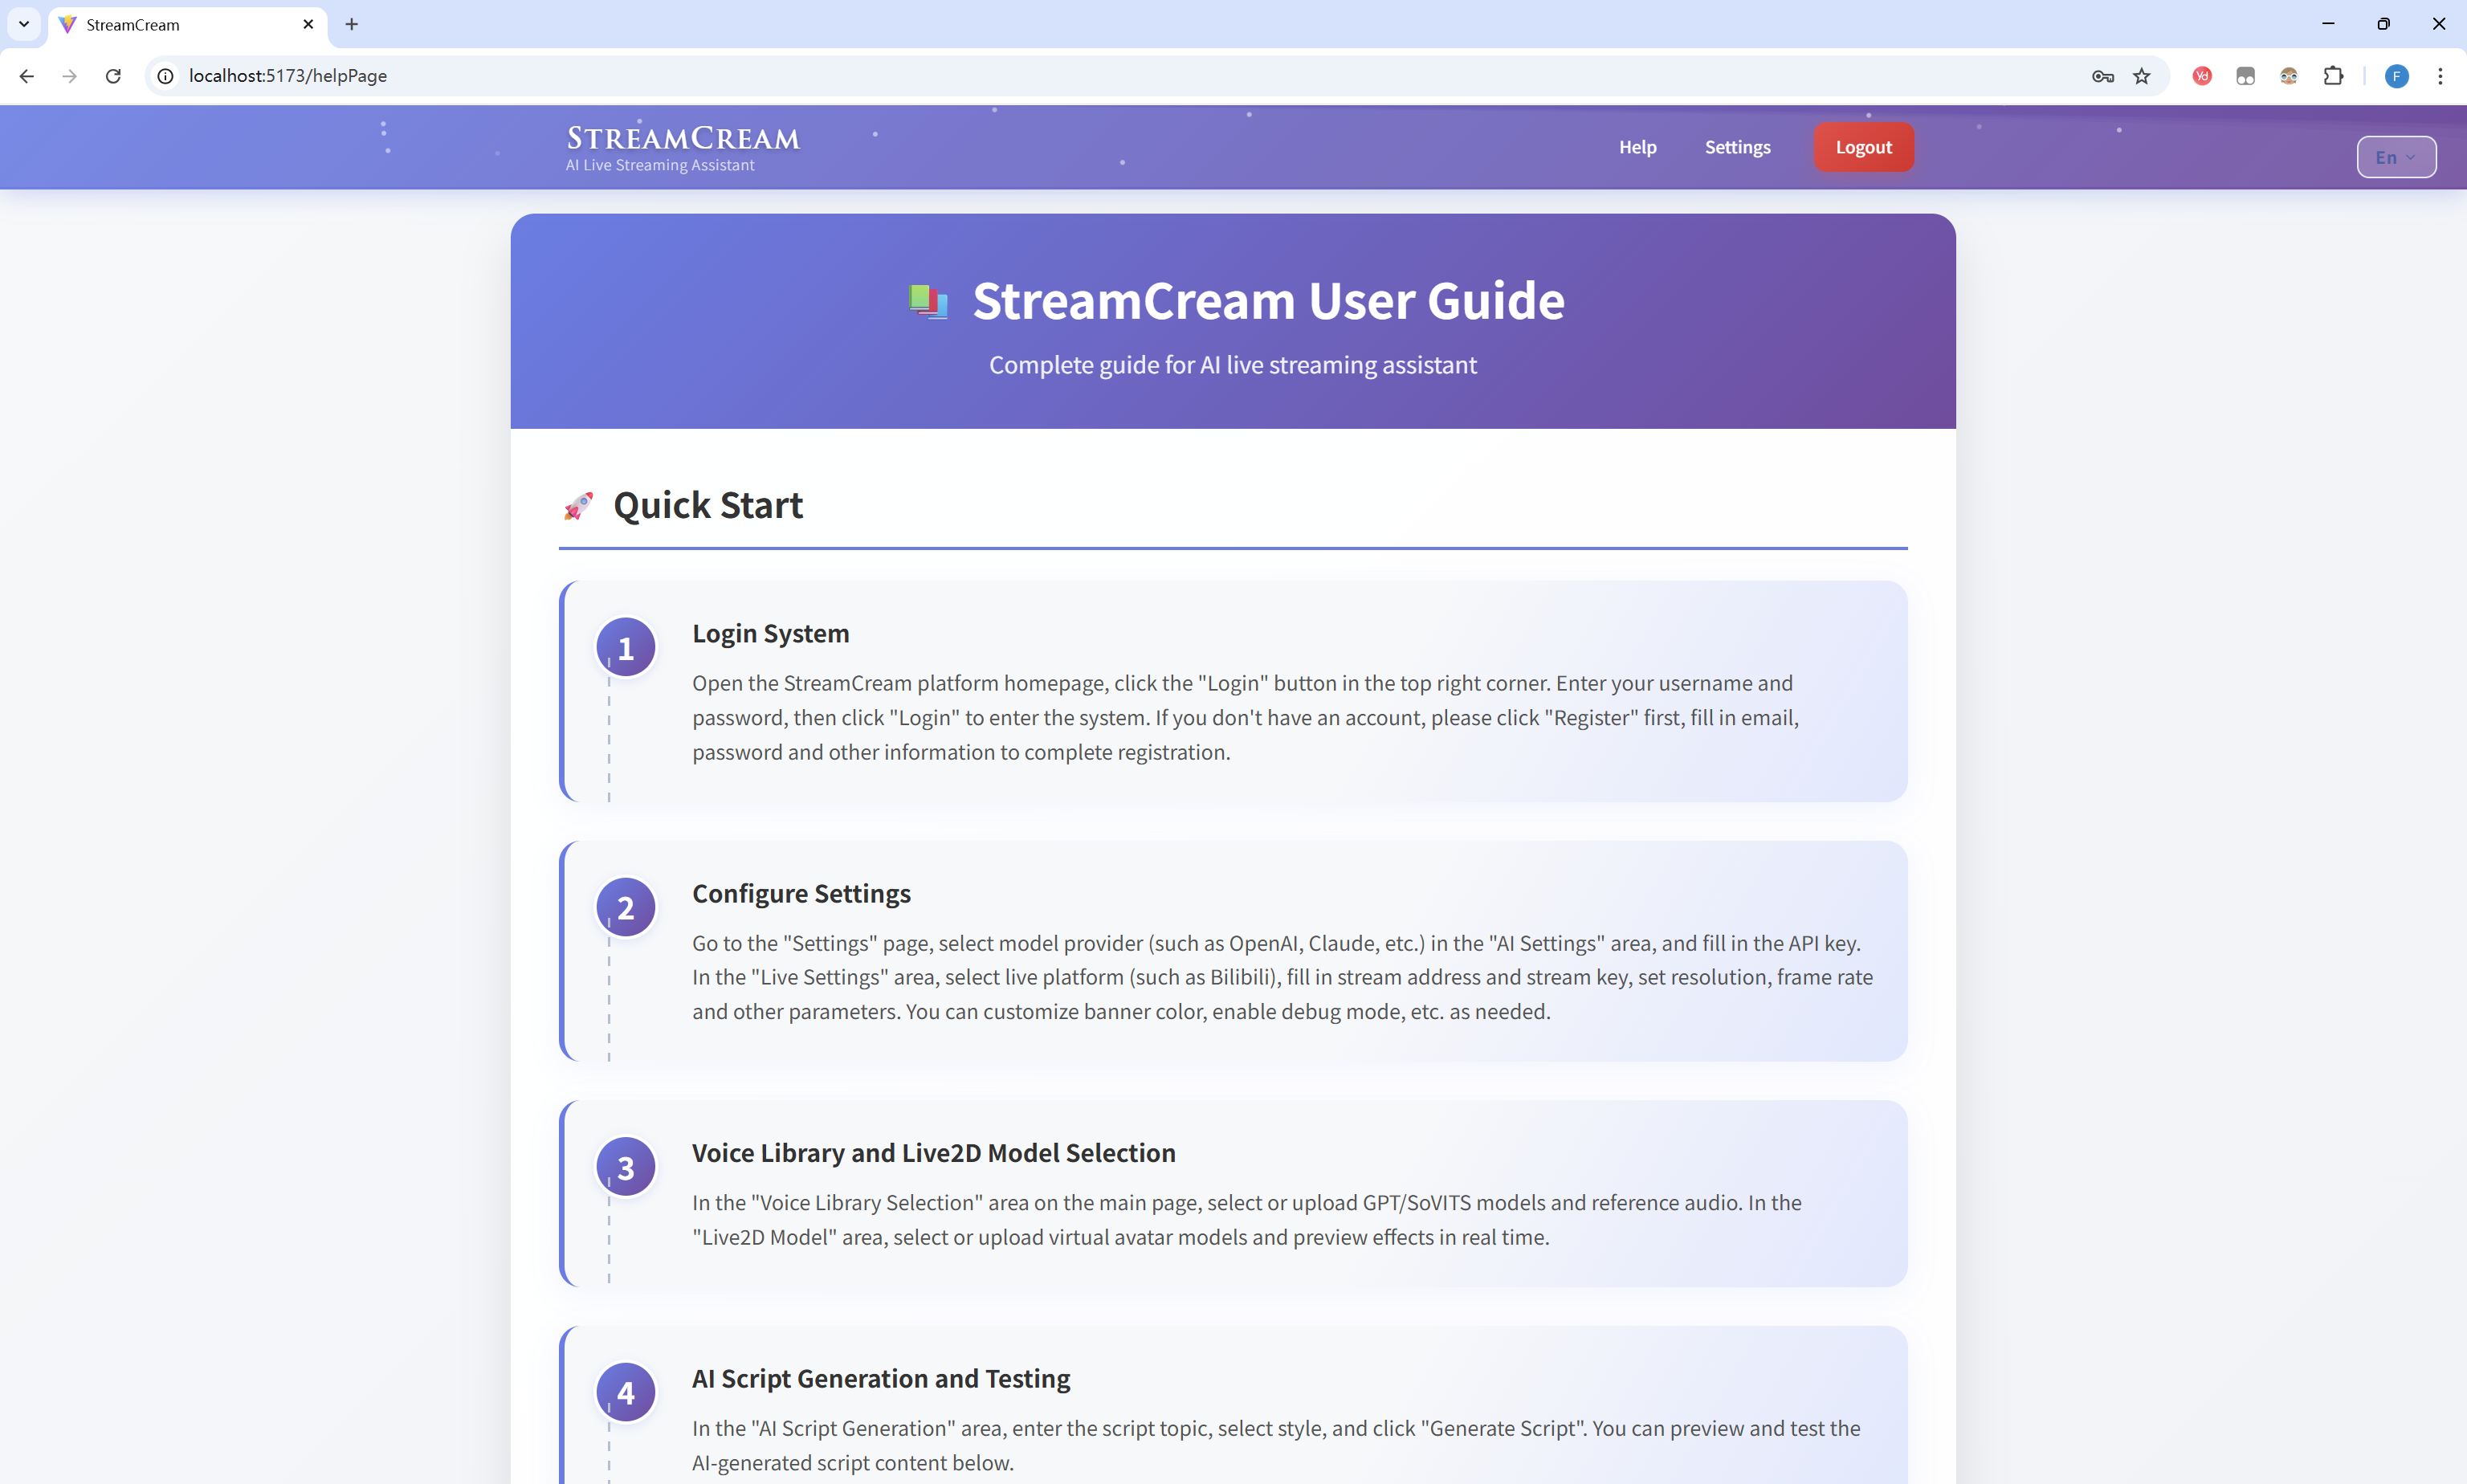 StreamCream
localhost:5173/helpPage
Yd
F
STREAMCREAM
AI Live Streaming Assistant
Help
Settings
Logout
En
StreamCream User Guide
Complete guide for AI live streaming assistant
Quick Start
1
Login System
Open the StreamCream platform homepage, click the "Login" button in the top right corner. Enter your username and
password, then click "Login" to enter the system. If you don't have an account, please click "Register" first, fill in email,
password and other information to complete registration.
2
Configure Settings
Go to the "Settings" page, select model provider (such as OpenAI, Claude, etc.) in the "AI Settings" area, and fill in the API key.
In the "Live Settings" area, select live platform (such as Bilibili), fill in stream address and stream key, set resolution, frame rate
and other parameters. You can customize banner color, enable debug mode, etc. as needed.
3
Voice Library and Live2D Model Selection
In the "Voice Library Selection" area on the main page, select or upload GPT/SoVITS models and reference audio. In the
"Live2D Model" area, select or upload virtual avatar models and preview effects in real time.
4
AI Script Generation and Testing
In the "AI Script Generation" area, enter the script topic, select style, and click "Generate Script". You can preview and test the
AI-generated script content below.